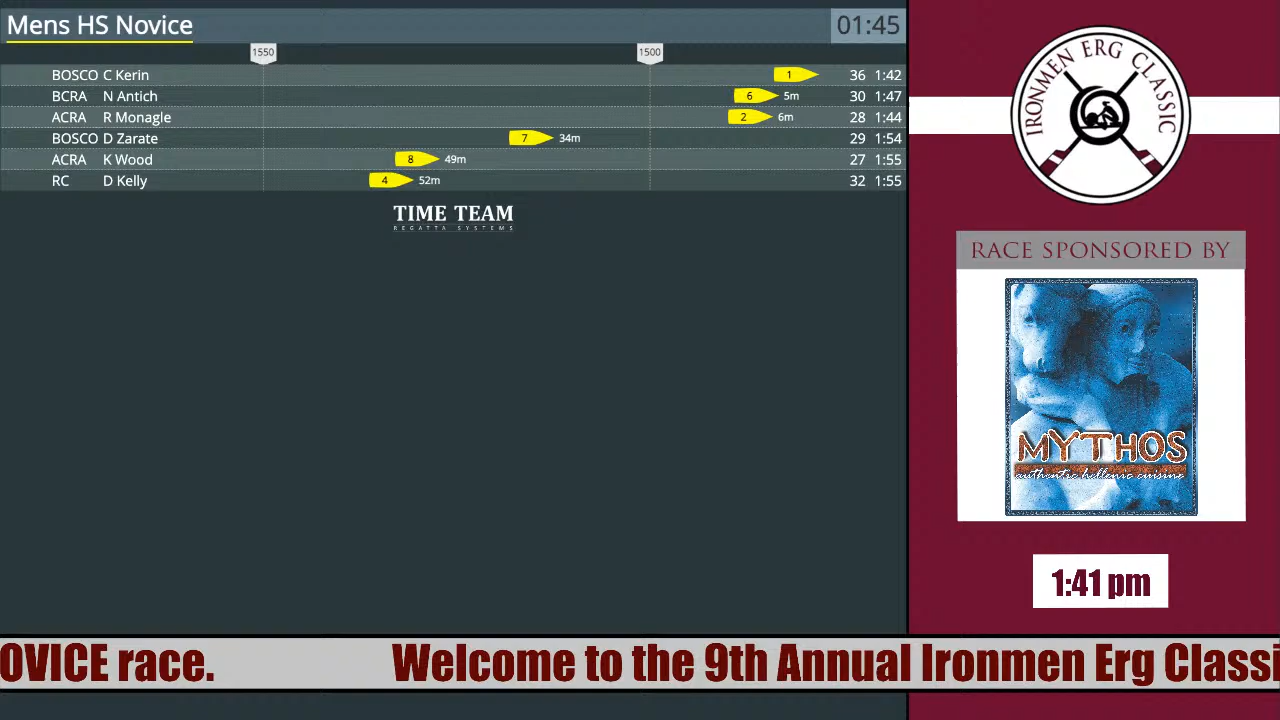 Mens HS Novice
01:45
1550
1500
BOSCO C Kerin 1 36 1:42
BCRA N Antich 6 5m 30 1:47
ACRA R Monagle 2 6m 28 1:44
BOSCO D Zarate 7 34m 29 1:54
ACRA K Wood 8 49m 27 1:55
RC D Kelly 4 52m 32 1:55
TIME TEAM
REGATTA SYSTEMS
IRONMEN ERG CLASSIC
RACE SPONSORED BY
MYTHOS
authentic hellenic cuisine
1:41 pm
OVICE race. Welcome to the 9th Annual Ironmen Erg Classi